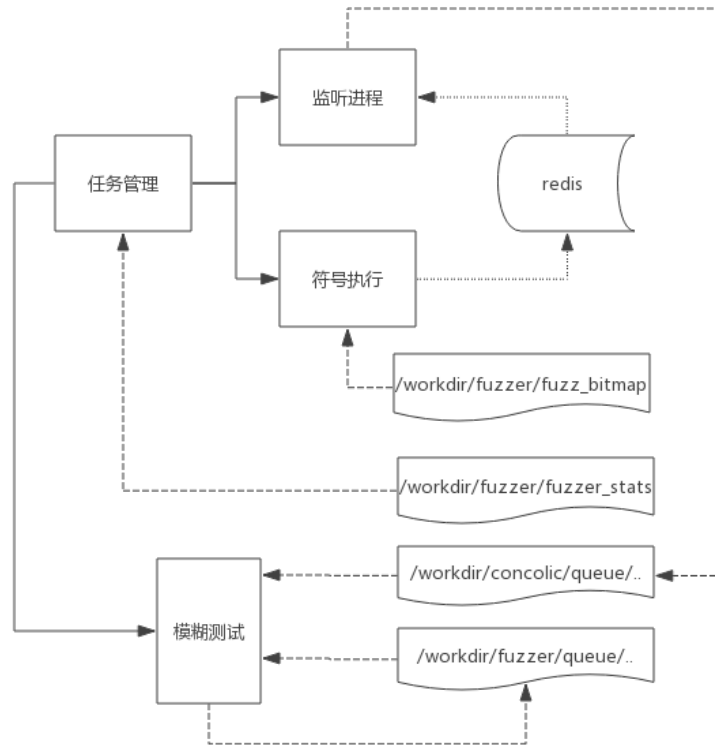 监听进程
任务管理
redis
符号执行
/workdir/fuzzer/fuzz_bitmap
/workdir/fuzzer/fuzzer_stats
/workdir/concolic/queue/..
模糊测试
/workdir/fuzzer/queue/..